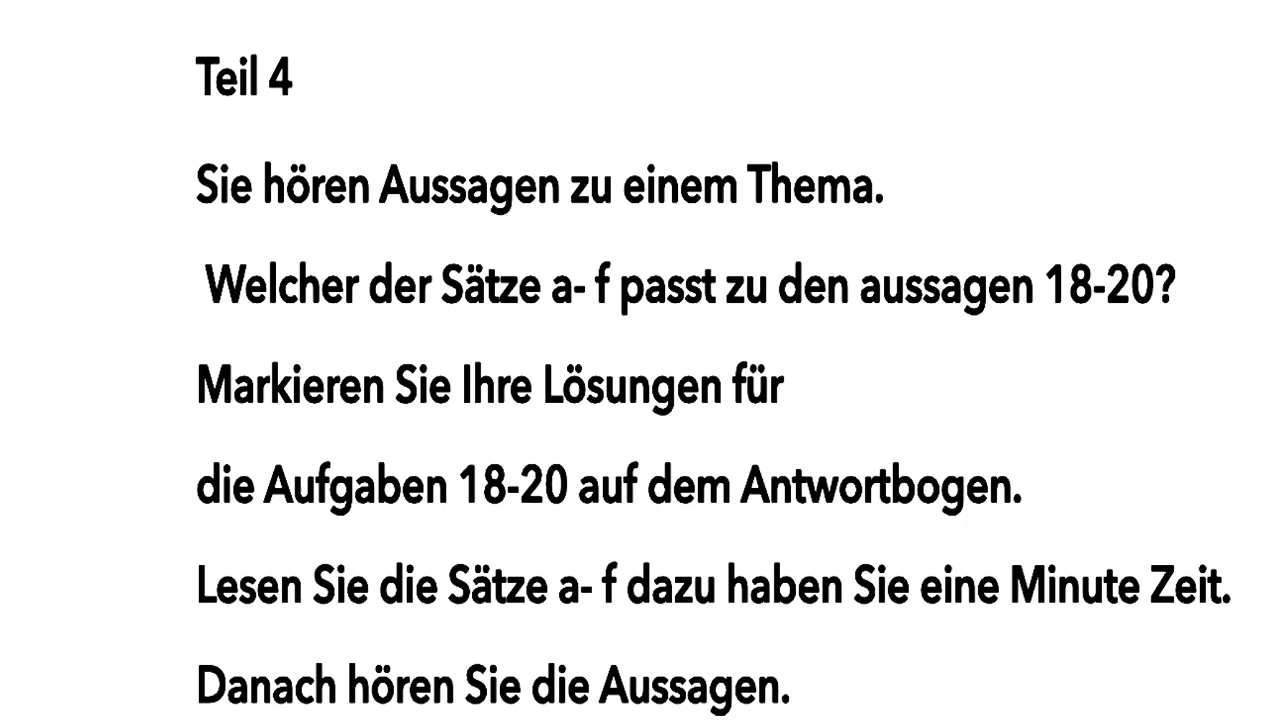 Teil 4
Sie hören Aussagen zu einem Thema.
Welcher der Sätze a- f passt zu den aussagen 18-20?
Markieren Sie Ihre Lösungen für
die Aufgaben 18-20 auf dem Antwortbogen.
Lesen Sie die Sätze a- f dazu haben Sie eine Minute Zeit.
Danach hören Sie die Aussagen.